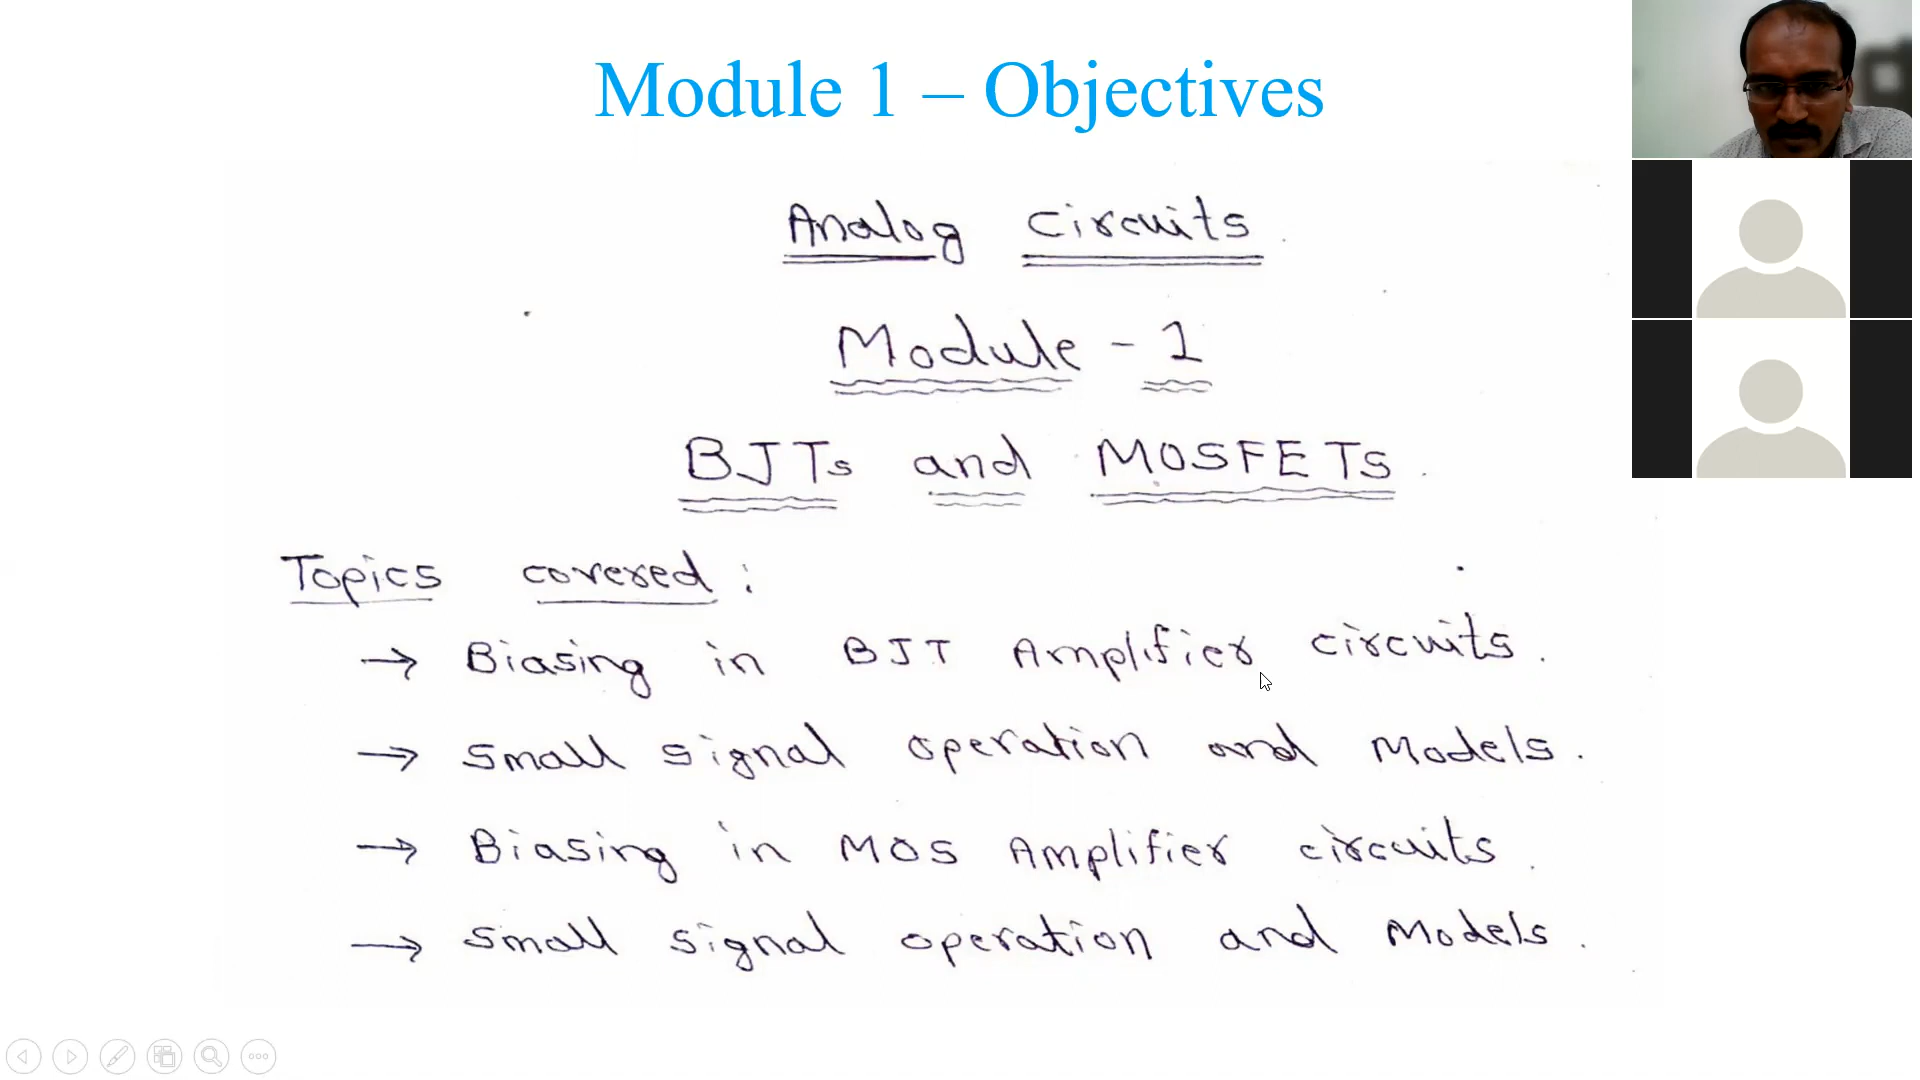 Module 1 – Objectives
Analog Circuits
Module - 1
BJTs and MOSFETs.
Topics covered :
→ Biasing in BJT Amplifier circuits.
→ Small signal operation and Models.
→ Biasing in MOS Amplifier circuits.
→ Small signal operation and Models.